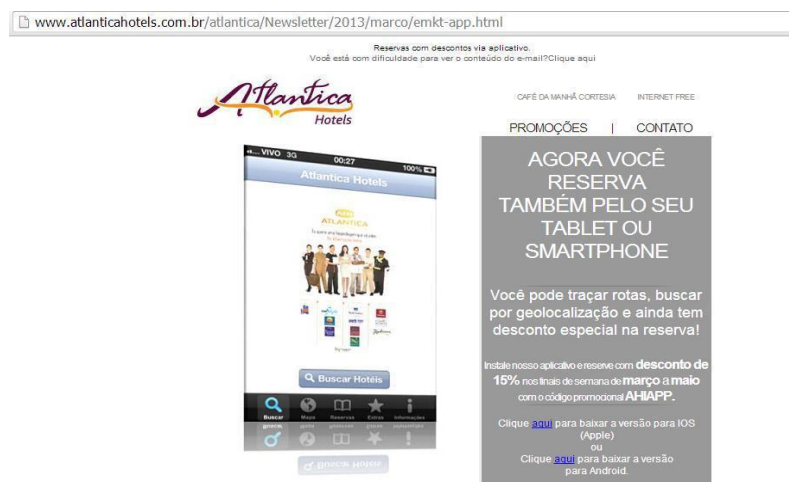 www.atlanticahotels.com.br/atlantica/Newsletter/2013/marco/emkt-app.html
Reservas com descontos via aplicativo.
Você está com dificuldade para ver o conteúdo do e-mail?Clique aqui
Atlantica
Hotels
CAFÉ DA MANHÃ CORTESIA INTERNET FREE
PROMOÇÕES | CONTATO
VIVO 3G 00:27 100%
Atlantica Hotels
ATLANTICA
Buscar Hotéis
Buscar Mapa Reservas Extras Informações
AGORA VOCÊ
RESERVA
TAMBÉM PELO SEU
TABLET OU
SMARTPHONE
Você pode traçar rotas, buscar
por geolocalização e ainda tem
desconto especial na reserva!
Instale nosso aplicativo e reserve com desconto de
15% nos finais de semana de março a maio
com o código promocional AHIAPP.
Clique aqui para baixar a versão para IOS
(Apple)
ou
Clique aqui para baixar a versão
para Android.